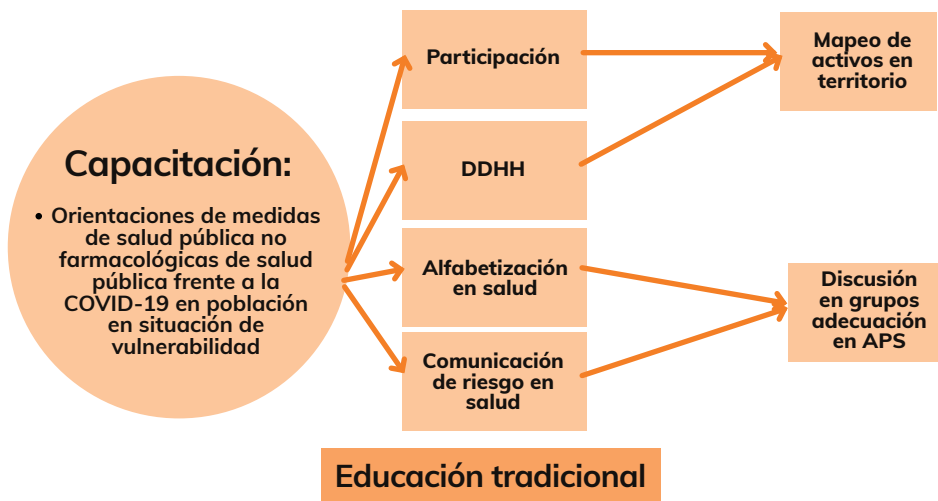 Capacitación:
• Orientaciones de medidas
de salud pública no
farmacológicas de salud
pública frente a la
COVID-19 en población
en situación de
vulnerabilidad
Participación
DDHH
Alfabetización
en salud
Comunicación
de riesgo en
salud
Mapeo de
activos en
territorio
Discusión
en grupos
adecuación
en APS
Educación tradicional